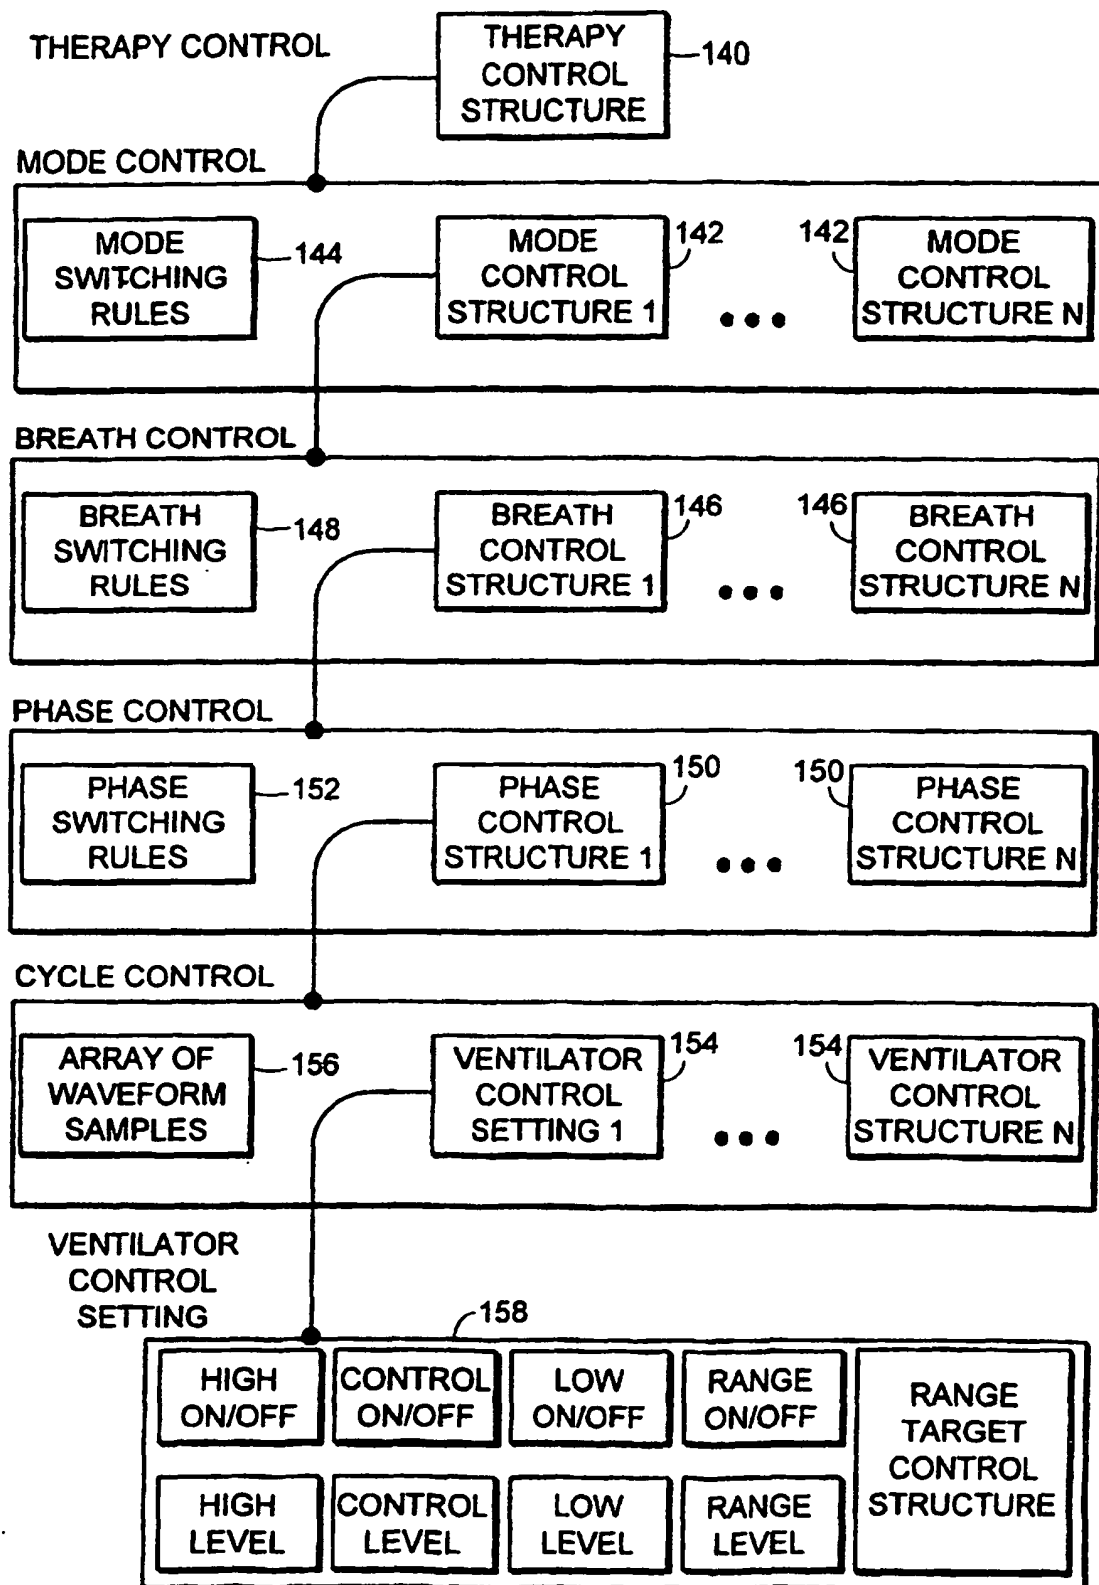 THERAPY CONTROL
THERAPY
CONTROL
STRUCTURE
140
MODE CONTROL
MODE
SWITCHING
RULES
144
MODE
CONTROL
STRUCTURE 1
142
142
MODE
CONTROL
STRUCTURE N
BREATH CONTROL
BREATH
SWITCHING
RULES
148
BREATH
CONTROL
STRUCTURE 1
146
146
BREATH
CONTROL
STRUCTURE N
PHASE CONTROL
PHASE
SWITCHING
RULES
152
PHASE
CONTROL
STRUCTURE 1
150
150
PHASE
CONTROL
STRUCTURE N
CYCLE CONTROL
ARRAY OF
WAVEFORM
SAMPLES
156
VENTILATOR
CONTROL
SETTING 1
154
154
VENTILATOR
CONTROL
STRUCTURE N
VENTILATOR
CONTROL
SETTING
158
HIGH
ON/OFF
CONTROL
ON/OFF
LOW
ON/OFF
RANGE
ON/OFF
RANGE
TARGET
CONTROL
STRUCTURE
HIGH
LEVEL
CONTROL
LEVEL
LOW
LEVEL
RANGE
LEVEL